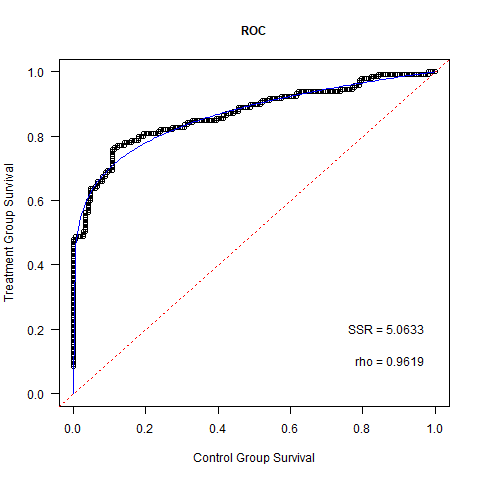 ROC
Treatment Group Survival
1.0
0.8
0.6
0.4
0.2
0.0
SSR = 5.0633
rho = 0.9619
0.0 0.2 0.4 0.6 0.8 1.0
Control Group Survival